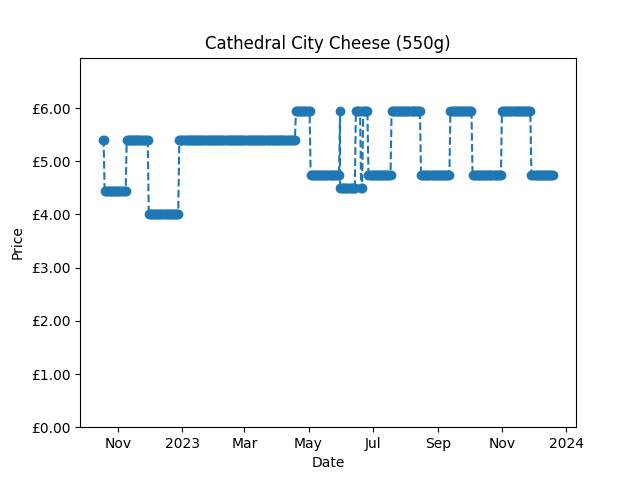 Cathedral City Cheese (550g)
£6.00
£5.00
£4.00
£3.00
£2.00
£1.00
£0.00
Price
Nov 2023 Mar May Jul Sep Nov 2024
Date